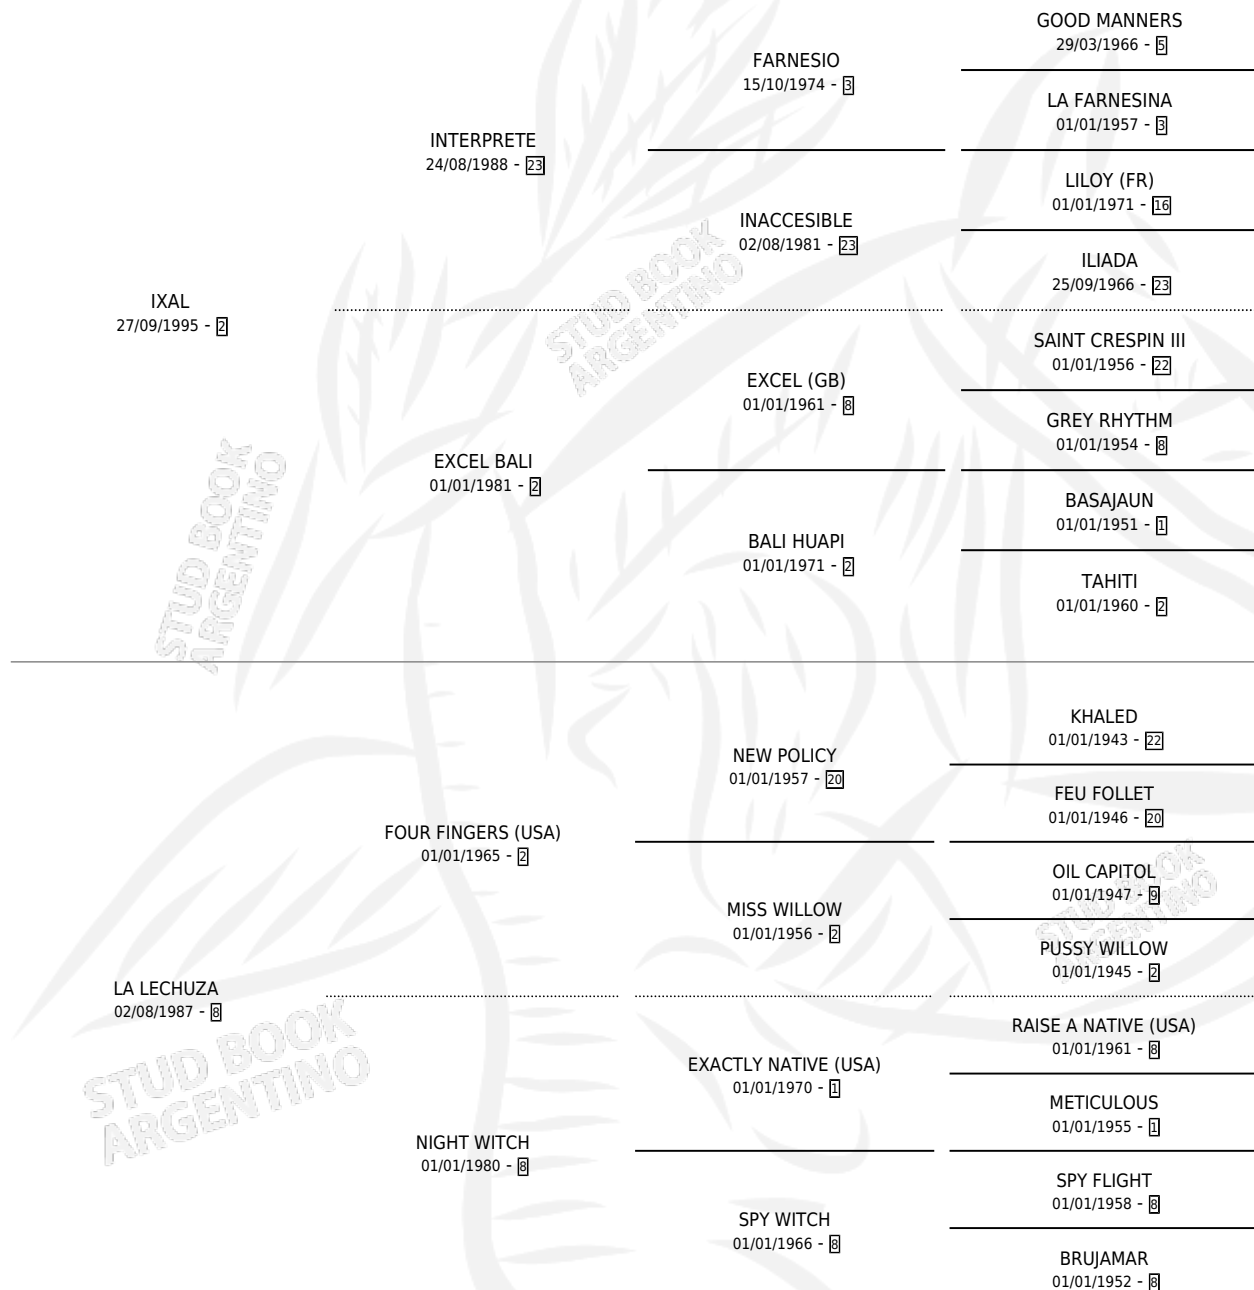 GOOD MANNERS
29/03/1966 - 5
FARNESIO
15/10/1974 - 3
LA FARNESINA
01/01/1957 - 3
INTERPRETE
24/08/1988 - 23
LILOY (FR)
01/01/1971 - 16
INACCESIBLE
02/08/1981 - 23
ILIADA
25/09/1966 - 23
IXAL
27/09/1995 - 2
STUD BOOK
ARGENTINO
SAINT CRESPIN III
01/01/1956 - 22
EXCEL (GB)
01/01/1961 - 8
GREY RHYTHM
01/01/1954 - 8
EXCEL BALI
01/01/1981 - 2
BASAJAUN
01/01/1951 - 1
BALI HUAPI
01/01/1971 - 2
TAHITI
01/01/1960 - 2
STUD BOOK
ARGENTINO
KHALED
01/01/1943 - 22
NEW POLICY
01/01/1957 - 20
FEU FOLLET
01/01/1946 - 20
FOUR FINGERS (USA)
01/01/1965 - 2
OIL CAPITOL
01/01/1947 - 9
MISS WILLOW
01/01/1956 - 2
STUD BOOK
ARGENTINO
PUSSY WILLOW
01/01/1945 - 2
LA LECHUZA
02/08/1987 - 8
STUD BOOK
ARGENTINO
RAISE A NATIVE (USA)
01/01/1961 - 8
EXACTLY NATIVE (USA)
01/01/1970 - 1
METICULOUS
01/01/1955 - 1
NIGHT WITCH
01/01/1980 - 8
SPY FLIGHT
01/01/1958 - 8
SPY WITCH
01/01/1966 - 8
BRUJAMAR
01/01/1952 - 8